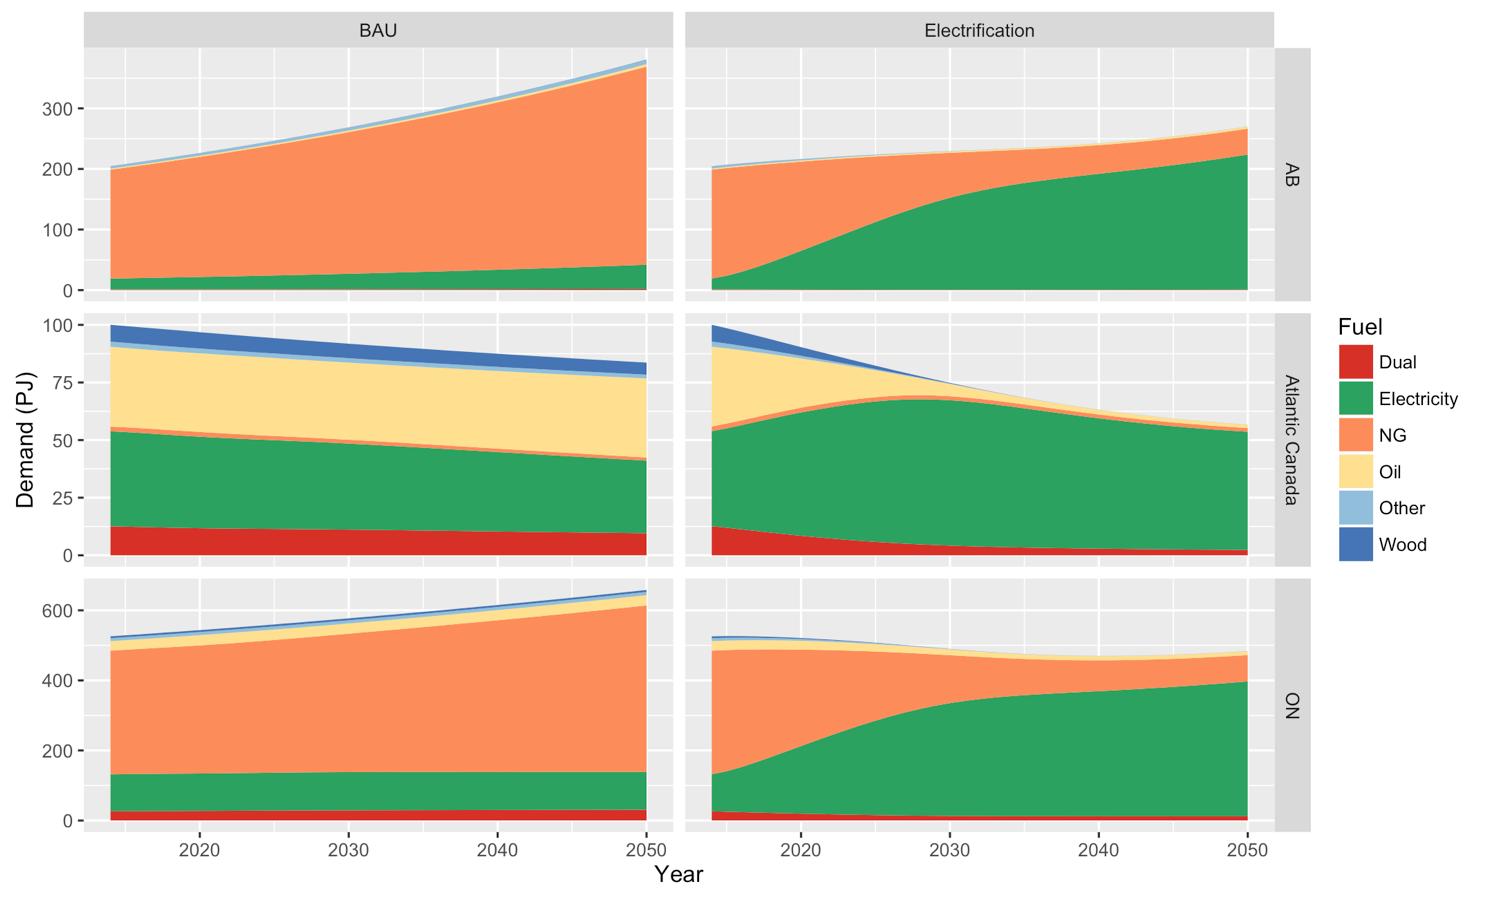 BAU
Electrification
300
200
100
0
AB
100
75
50
25
0
Atlantic Canada
600
400
200
0
ON
Demand (PJ)
2020
2030
2040
2050
2020
2030
2040
2050
Year
Fuel
Dual
Electricity
NG
Oil
Other
Wood